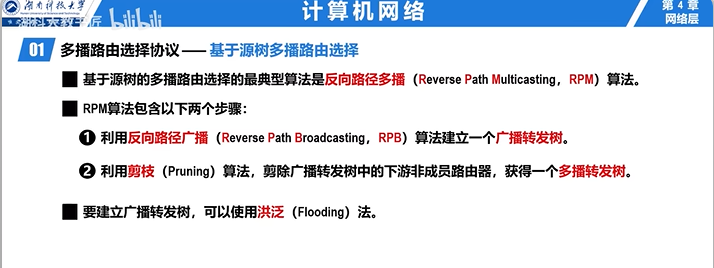 湖南科技大学
计算机网络
第 4 章
网络层
湖科大教书匠 bilibili
01 多播路由选择协议 —— 基于源树多播路由选择
■ 基于源树的多播路由选择的最典型算法是反向路径多播（Reverse Path Multicasting，RPM）算法。
■ RPM算法包含以下两个步骤：
❶ 利用反向路径广播（Reverse Path Broadcasting，RPB）算法建立一个广播转发树。
❷ 利用剪枝（Pruning）算法，剪除广播转发树中的下游非成员路由器，获得一个多播转发树。
■ 要建立广播转发树，可以使用洪泛（Flooding）法。